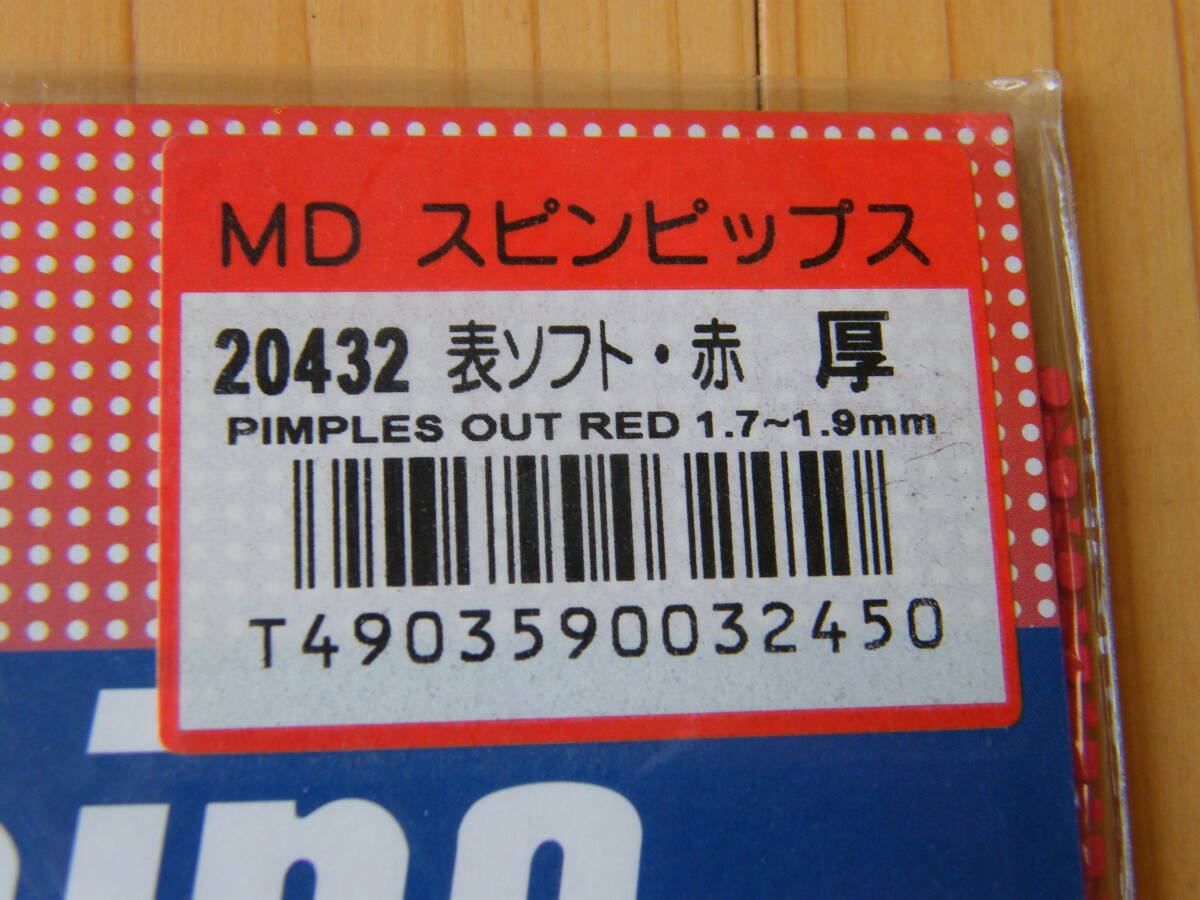 MD スピンピップス
20432 表ソフト・赤 厚
PIMPLES OUT RED 1.7~1.9mm
T4903590032450